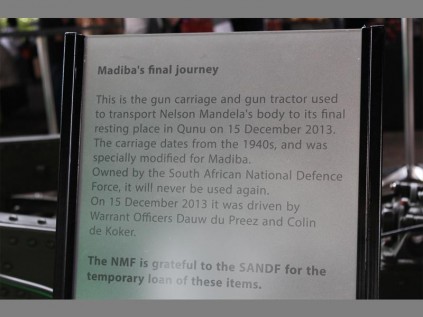 Madiba's final journey
This is the gun carriage and gun tractor used
to transport Nelson Mandela's body to its final
resting place in Qunu on 15 December 2013.
The carriage dates from the 1940s, and was
specially modified for Madiba.
Owned by the South African National Defence
Force, it will never be used again.
On 15 December 2013 it was driven by
Warrant Officers Dauw du Preez and Colin
de Koker.
The NMF is grateful to the SANDF for the
temporary loan of these items.